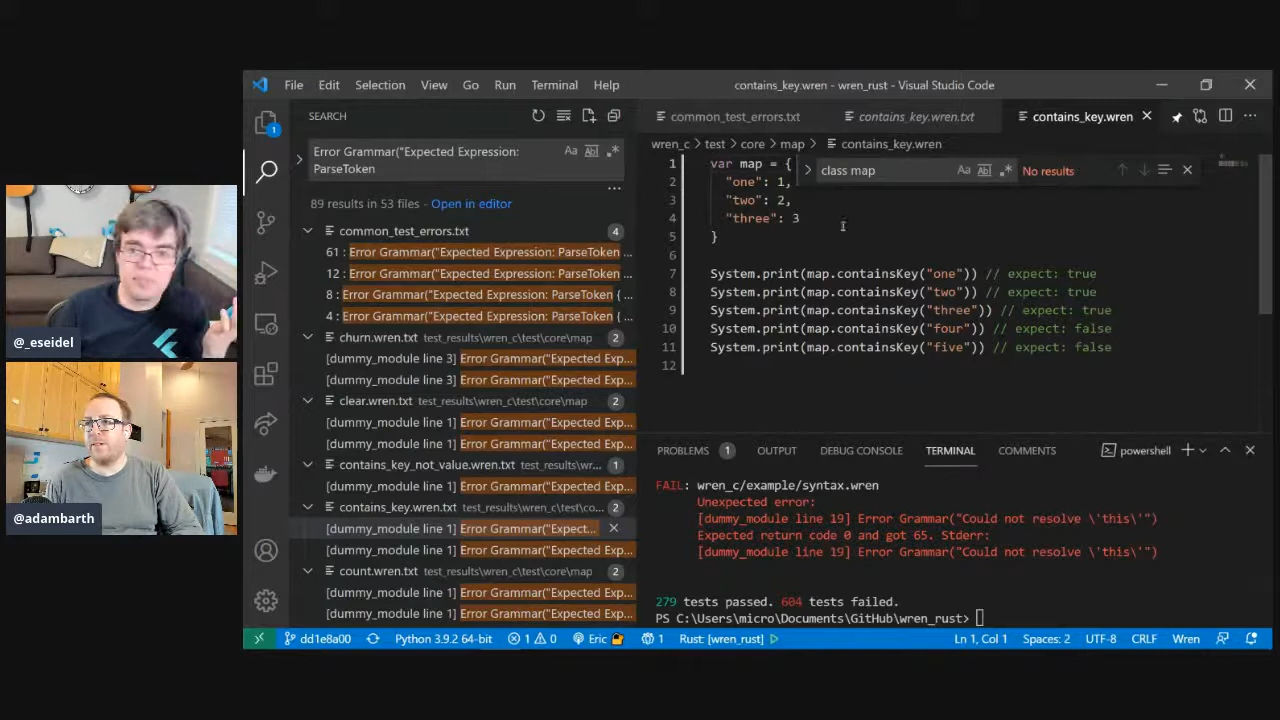 File Edit Selection View Go Run Terminal Help
contains_key.wren - wren_rust - Visual Studio Code
SEARCH
common_test_errors.txt
contains_key.wren.txt
contains_key.wren
Error Grammar("Expected Expression:
ParseToken
wren_c > test > core > map > contains_key.wren
89 results in 53 files - Open in editor
class map
No results
common_test_errors.txt 4
61 : Error Grammar("Expected Expression: ParseToken ...
12 : Error Grammar("Expected Expression: ParseToken ...
8 : Error Grammar("Expected Expression: ParseToken { ...
4 : Error Grammar("Expected Expression: ParseToken { ...
churn.wren.txt test_results\wren_c\test\core\map 2
[dummy_module line 3] Error Grammar("Expected Exp...
[dummy_module line 3] Error Grammar("Expected Exp...
clear.wren.txt test_results\wren_c\test\core\map 2
[dummy_module line 1] Error Grammar("Expected Exp...
[dummy_module line 1] Error Grammar("Expected Exp...
contains_key_not_value.wren.txt test_results\wr... 1
[dummy_module line 1] Error Grammar("Expected Exp...
contains_key.wren.txt test_results\wren_c\test\co... 2
[dummy_module line 1] Error Grammar("Expect...
[dummy_module line 1] Error Grammar("Expected Exp...
count.wren.txt test_results\wren_c\test\core\map 2
[dummy_module line 1] Error Grammar("Expected Exp...
[dummy_module line 1] Error Grammar("Expected Exp...
1 var map = {
2 "one": 1,
3 "two": 2,
4 "three": 3
5 }
6
7 System.print(map.containsKey("one")) // expect: true
8 System.print(map.containsKey("two")) // expect: true
9 System.print(map.containsKey("three")) // expect: true
10 System.print(map.containsKey("four")) // expect: false
11 System.print(map.containsKey("five")) // expect: false
12
PROBLEMS 1 OUTPUT DEBUG CONSOLE TERMINAL COMMENTS powershell
FAIL: wren_c/example/syntax.wren
Unexpected error:
[dummy_module line 19] Error Grammar("Could not resolve \'this\'")
Expected return code 0 and got 65. Stderr:
[dummy_module line 19] Error Grammar("Could not resolve \'this\'")
279 tests passed. 604 tests failed.
PS C:\Users\micro\Documents\GitHub\wren_rust>
dd1e8a00 Python 3.9.2 64-bit 1 0 Eric 1 Rust: [wren_rust] Ln 1, Col 1 Spaces: 2 UTF-8 CRLF Wren
@_eseidel
@adambarth